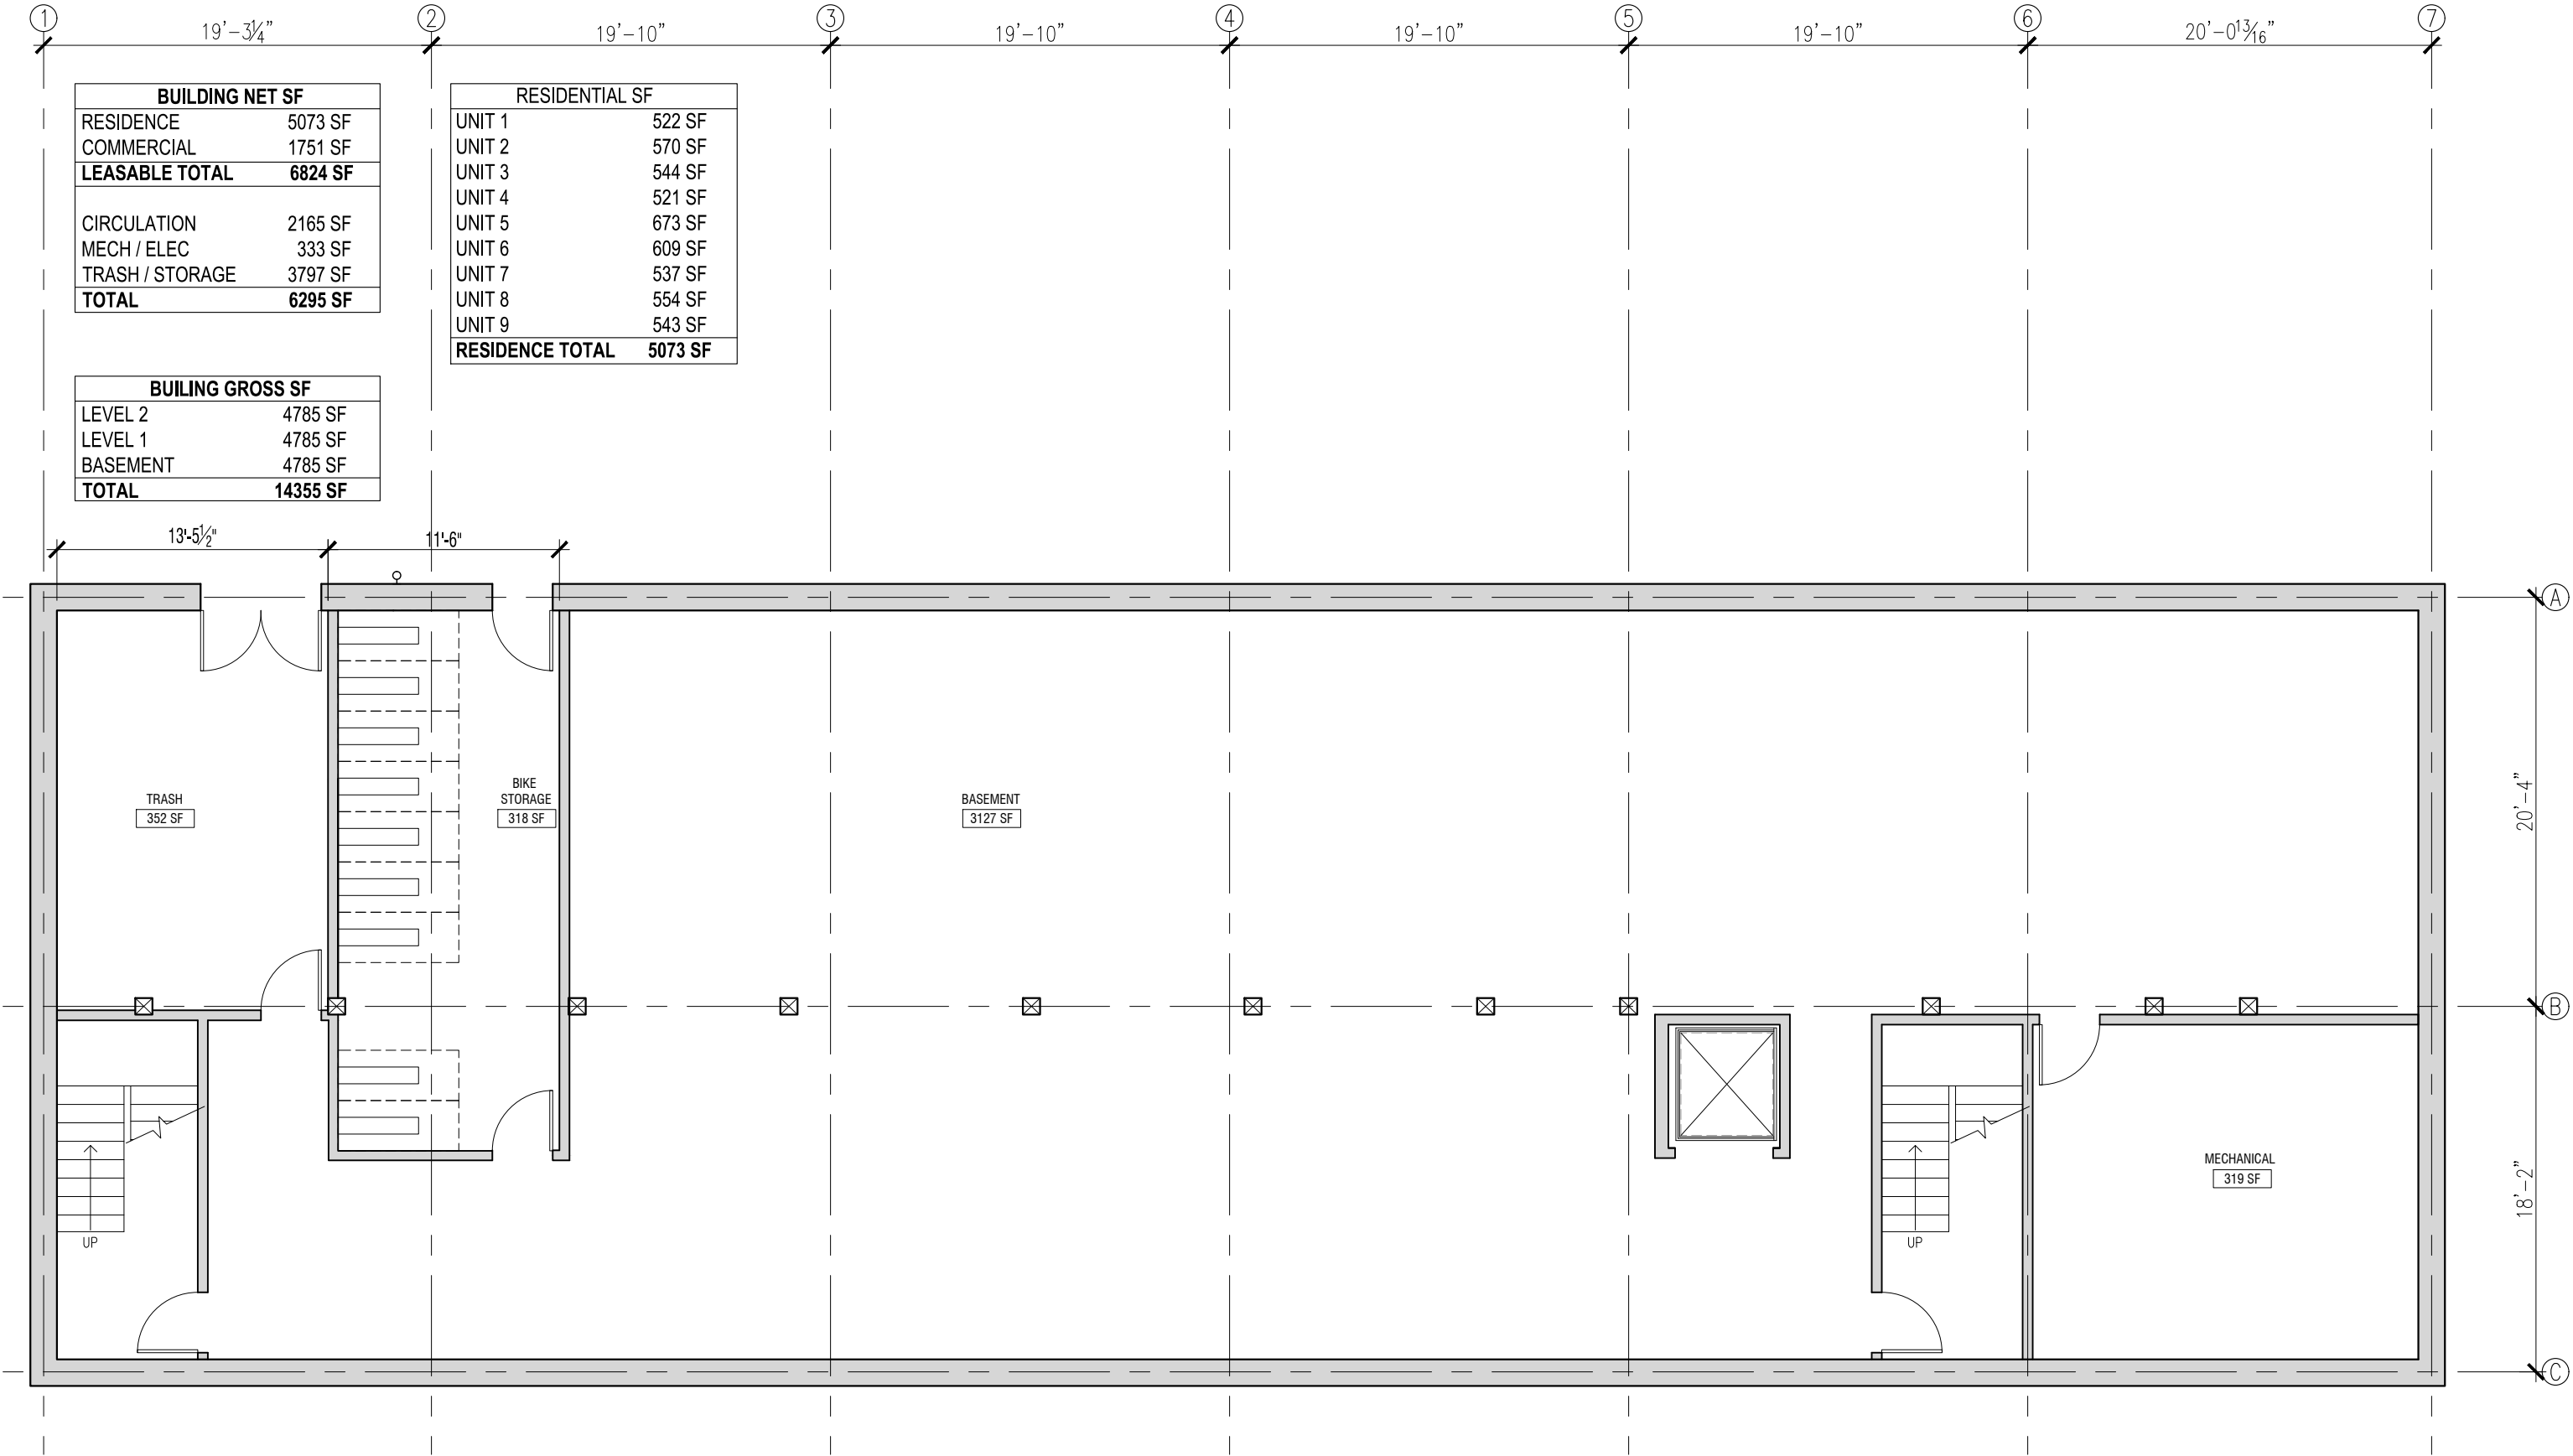 1 2 3 4 5 6 7
19'-3¼" 19'-10" 19'-10" 19'-10" 19'-10" 20'-0¹³⁄₁₆"
BUILDING NET SF
RESIDENCE 5073 SF
COMMERCIAL 1751 SF
LEASABLE TOTAL 6824 SF
CIRCULATION 2165 SF
MECH / ELEC 333 SF
TRASH / STORAGE 3797 SF
TOTAL 6295 SF
RESIDENTIAL SF
UNIT 1 522 SF
UNIT 2 570 SF
UNIT 3 544 SF
UNIT 4 521 SF
UNIT 5 673 SF
UNIT 6 609 SF
UNIT 7 537 SF
UNIT 8 554 SF
UNIT 9 543 SF
RESIDENCE TOTAL 5073 SF
BUILING GROSS SF
LEVEL 2 4785 SF
LEVEL 1 4785 SF
BASEMENT 4785 SF
TOTAL 14355 SF
13'-5½" 11'-6"
A
TRASH
352 SF
BIKE
STORAGE
318 SF
BASEMENT
3127 SF
20'-4"
B
MECHANICAL
319 SF
18'-2"
UP
UP
C